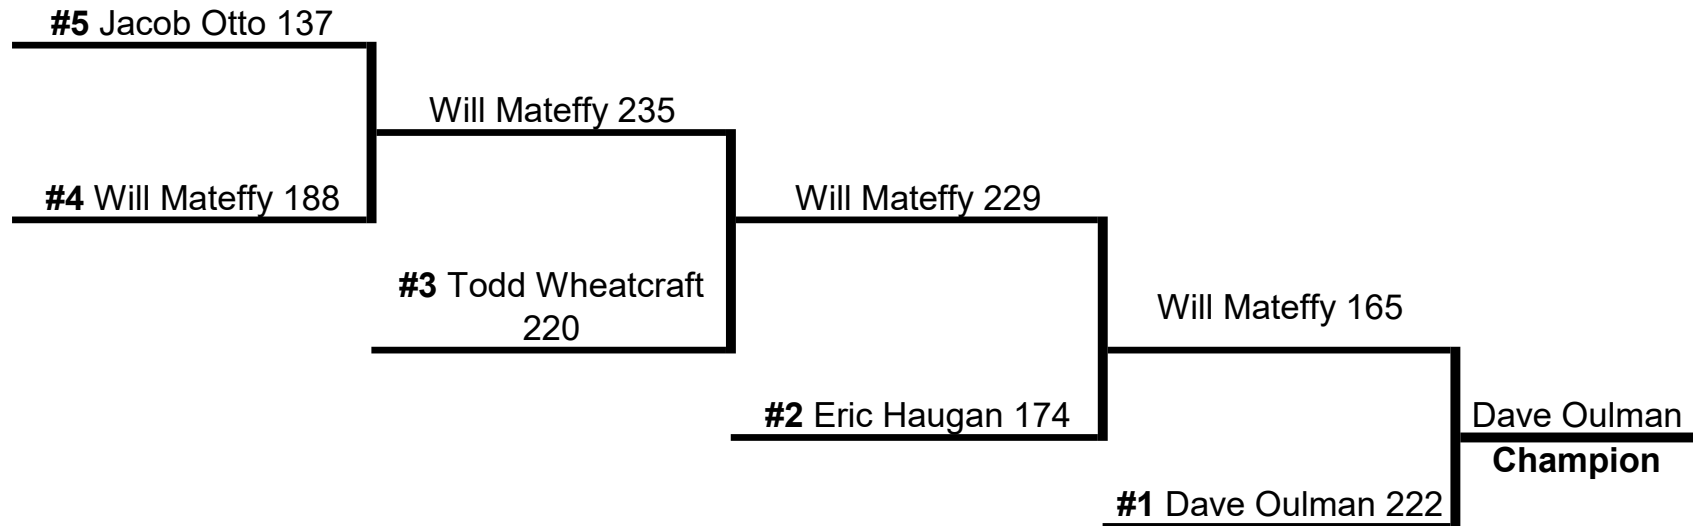 #5 Jacob Otto 137
Will Mateffy 235
#4 Will Mateffy 188
Will Mateffy 229
#3 Todd Wheatcraft
220
Will Mateffy 165
#2 Eric Haugan 174
Dave Oulman
Champion
#1 Dave Oulman 222